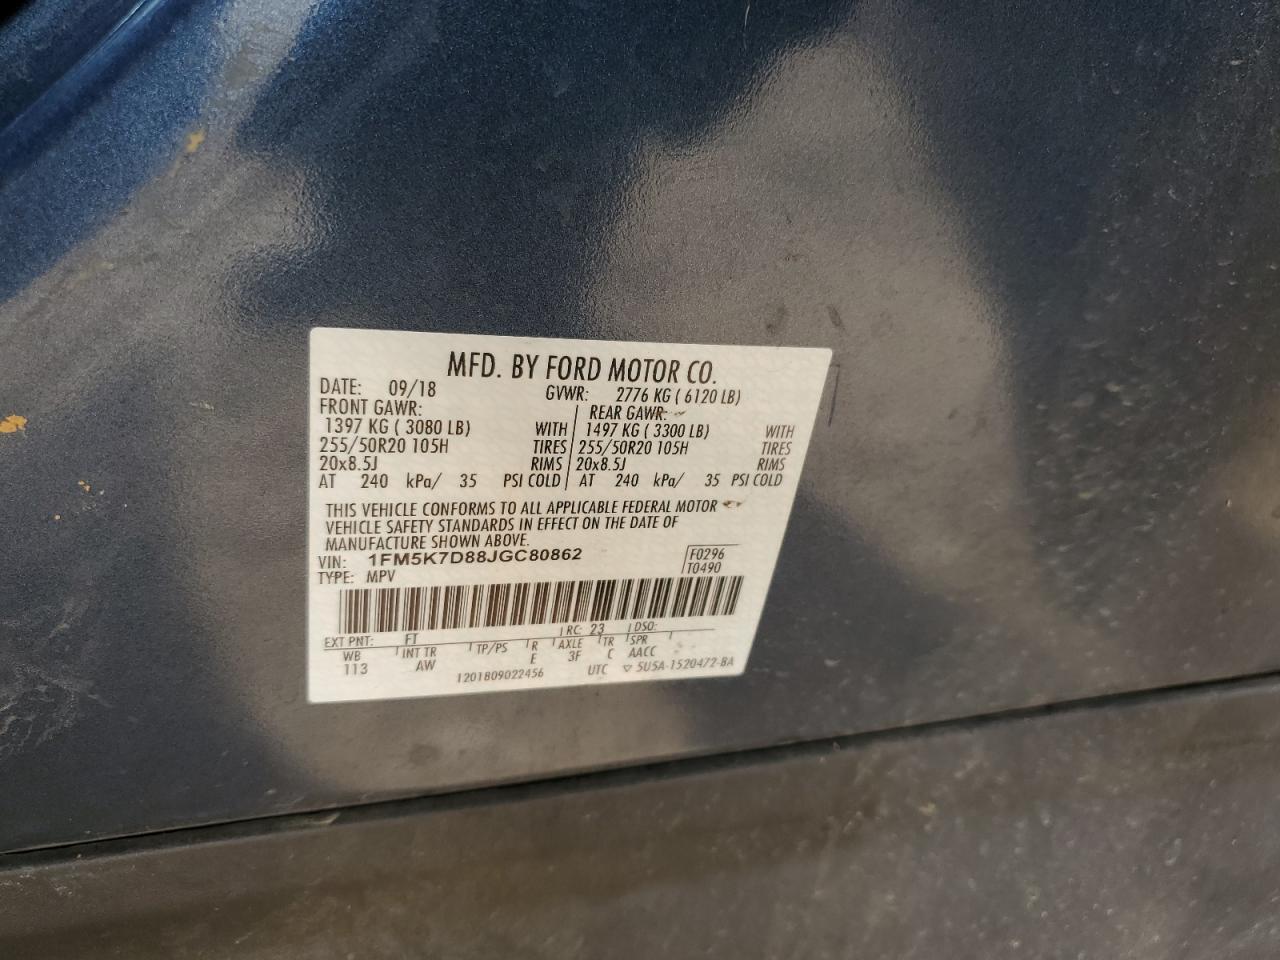 MFD. BY FORD MOTOR CO.
DATE: 09/18 GVWR: 2776 KG ( 6120 LB)
FRONT GAWR: REAR GAWR:
1397 KG ( 3080 LB) WITH 1497 KG ( 3300 LB) WITH
255/50R20 105H TIRES 255/50R20 105H TIRES
20x8.5J RIMS 20x8.5J RIMS
AT 240 kPa/ 35 PSI COLD AT 240 kPa/ 35 PSI COLD
THIS VEHICLE CONFORMS TO ALL APPLICABLE FEDERAL MOTOR
VEHICLE SAFETY STANDARDS IN EFFECT ON THE DATE OF
MANUFACTURE SHOWN ABOVE.
VIN: 1FM5K7D88JGC80862 F0296
TYPE: MPV T0490
EXT PNT: FT RC: 23 DSO:
WB INT TR TP/PS R AXLE TR SPR
113 AW E 3F C AACC
1201809022456 UTC ▽ 5U5A-1520472-BA